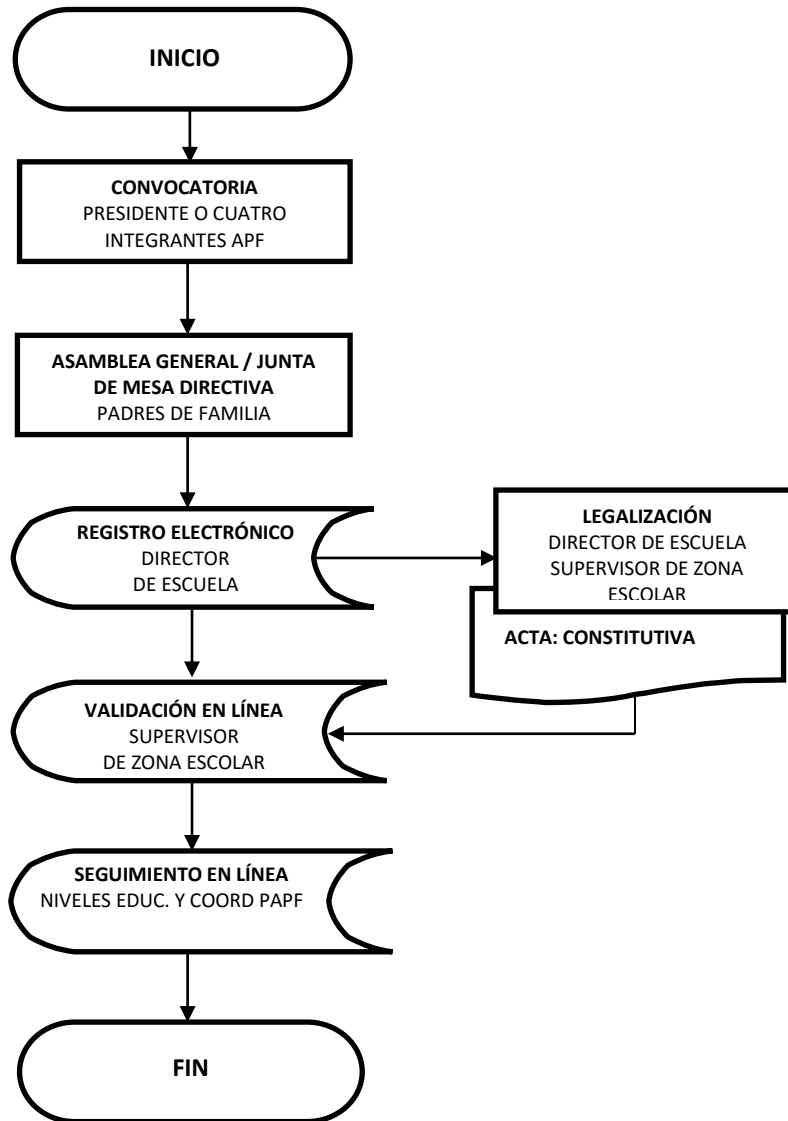 INICIO
CONVOCATORIA
PRESIDENTE O CUATRO
INTEGRANTES APF
ASAMBLEA GENERAL / JUNTA
DE MESA DIRECTIVA
PADRES DE FAMILIA
REGISTRO ELECTRÓNICO
DIRECTOR
DE ESCUELA
LEGALIZACIÓN
DIRECTOR DE ESCUELA
SUPERVISOR DE ZONA
ESCOLAR
ACTA: CONSTITUTIVA
VALIDACIÓN EN LÍNEA
SUPERVISOR
DE ZONA ESCOLAR
SEGUIMIENTO EN LÍNEA
NIVELES EDUC. Y COORD PAPF
FIN